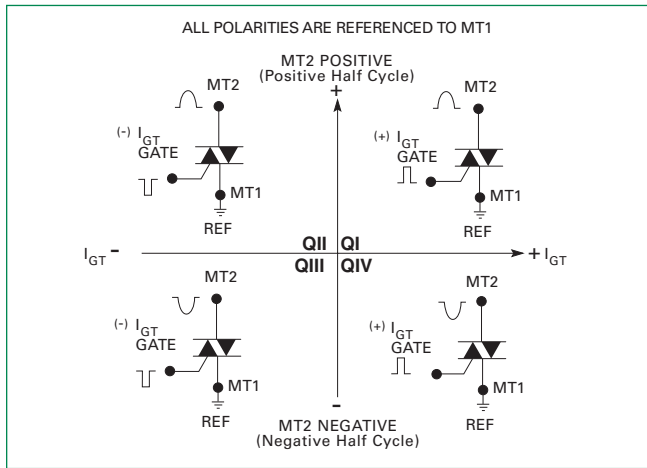 ALL POLARITIES ARE REFERENCED TO MT1
MT2 POSITIVE
(Positive Half Cycle)
+
MT2
(-) IGT
GATE
MT1
REF
MT2
(+) IGT
GATE
MT1
REF
IGT -
QII QI
QIII QIV
+ IGT
MT2
(-) IGT
GATE
MT1
REF
MT2
(+) IGT
GATE
MT1
REF
-
MT2 NEGATIVE
(Negative Half Cycle)